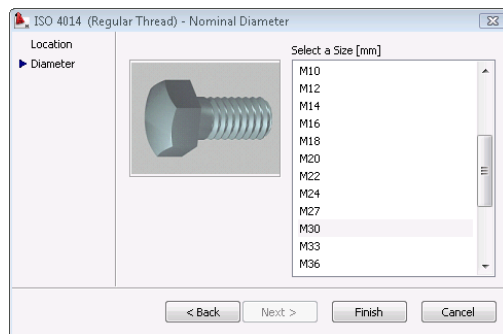 ISO 4014 (Regular Thread) - Nominal Diameter
Location
Diameter
Select a Size [mm]
M10
M12
M14
M16
M18
M20
M22
M24
M27
M30
M33
M36
< Back
Next >
Finish
Cancel